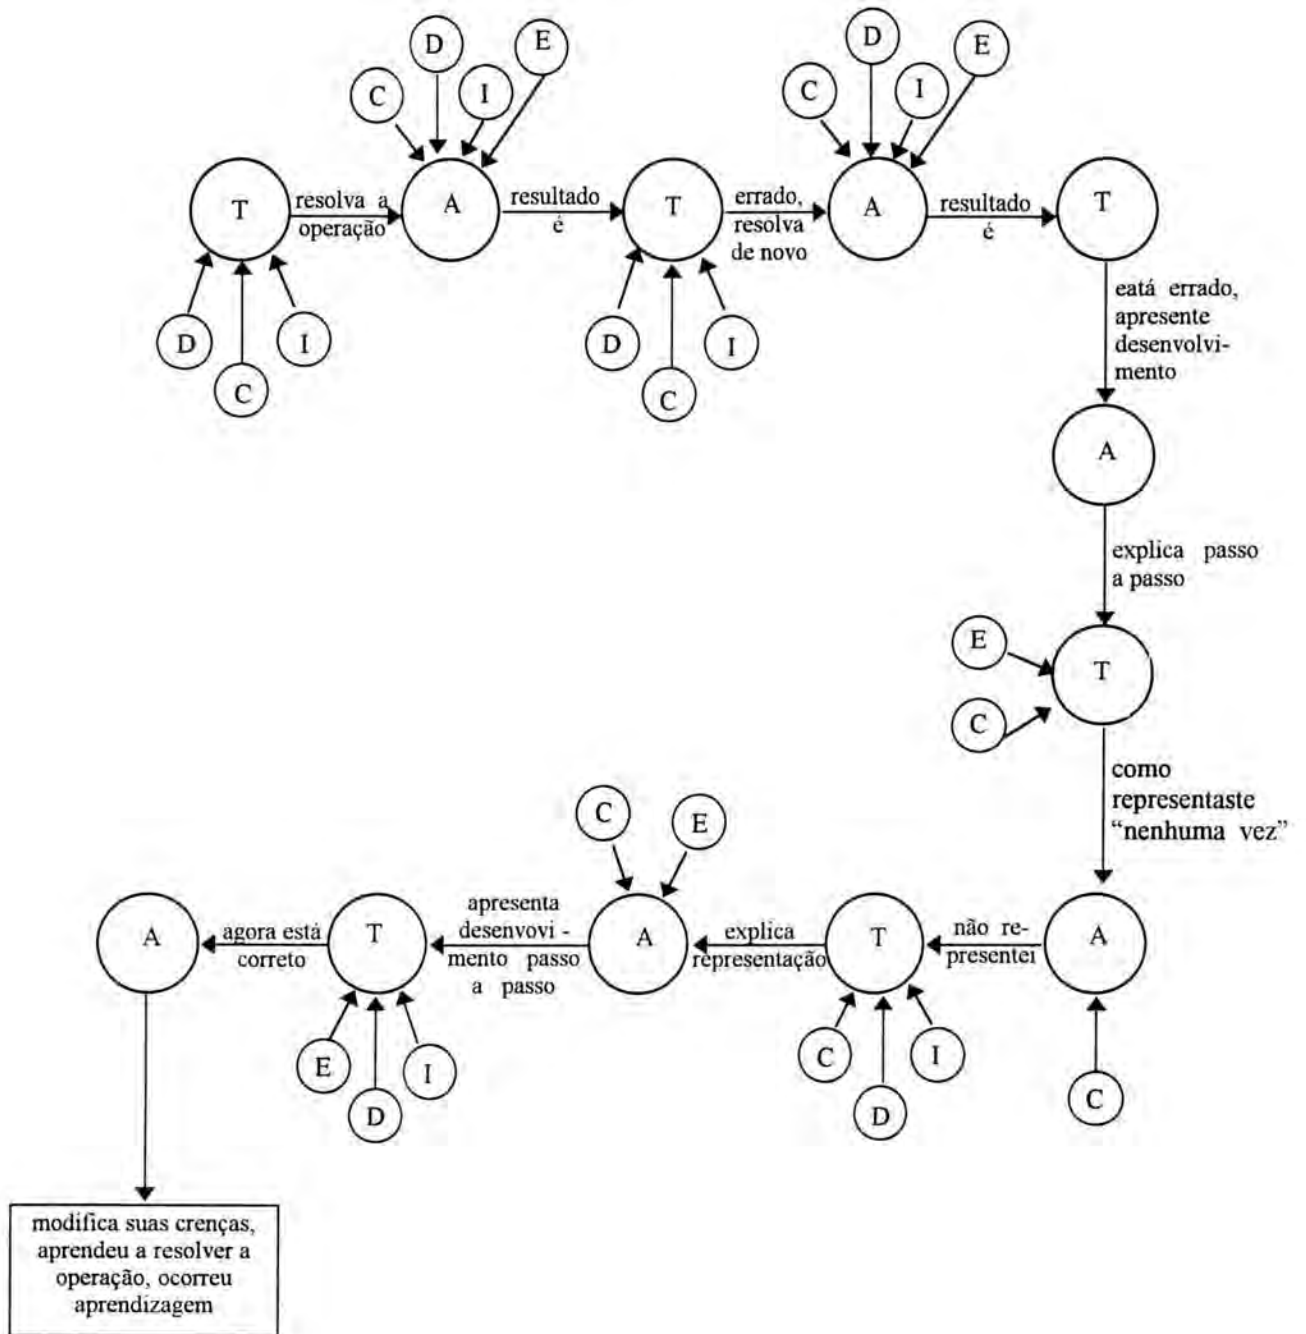 D
E
D
E
C
I
C
I
T
resolva a
operação
A
resultado
é
T
errado,
resolva
de novo
A
resultado
é
T
D
C
I
D
C
I
eatá errado,
apresente
desenvolvi-
mento
A
explica passo
a passo
E
T
C
como
representaste
“nenhuma vez”
C
E
A
agora está
correto
T
apresenta
desenvovi -
mento passo
a passo
A
explica
representação
T
não re-
presentei
A
E
D
I
C
D
I
C
modifica suas crenças,
aprendeu a resolver a
operação, ocorreu
aprendizagem